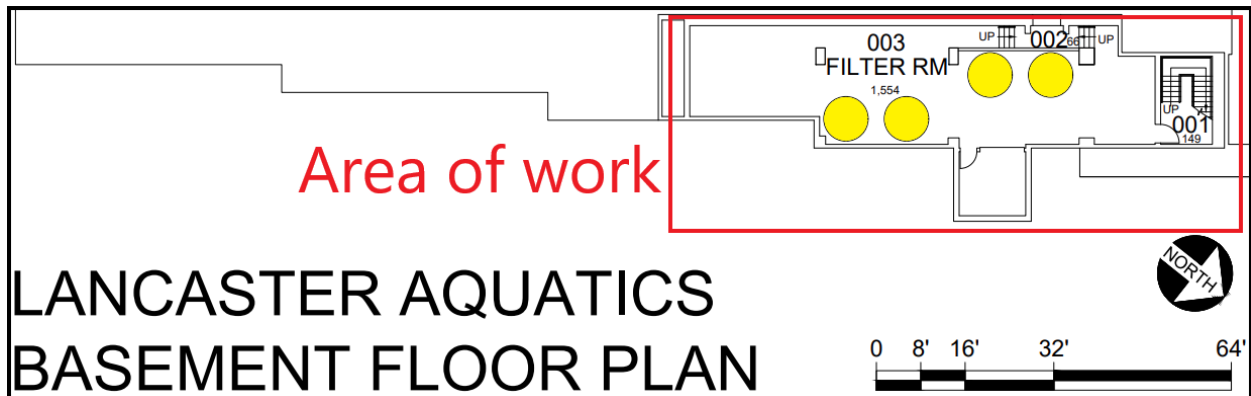 003
FILTER RM
1,554
UP
002
66
UP
UP
001
149
Area of work
LANCASTER AQUATICS
BASEMENT FLOOR PLAN
NORTH
0 8' 16' 32' 64'